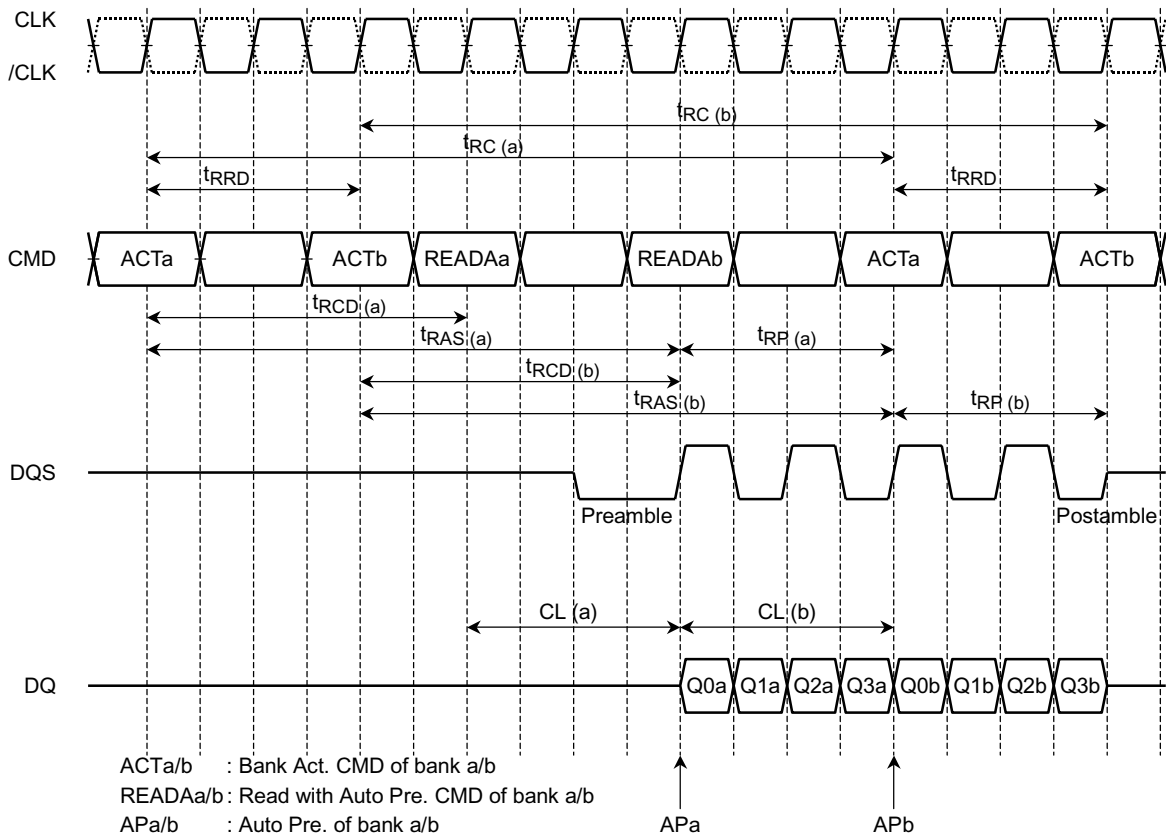 CLK
/CLK
tRC (b)
tRC (a)
tRRD tRRD
CMD ACTa ACTb READAa READAb ACTa ACTb
tRCD (a)
tRAS (a) tRP (a)
tRCD (b)
tRAS (b) tRP (b)
DQS
Preamble Postamble
CL (a) CL (b)
DQ Q0a Q1a Q2a Q3a Q0b Q1b Q2b Q3b
ACTa/b : Bank Act. CMD of bank a/b
READAa/b : Read with Auto Pre. CMD of bank a/b
APa/b : Auto Pre. of bank a/b APa APb